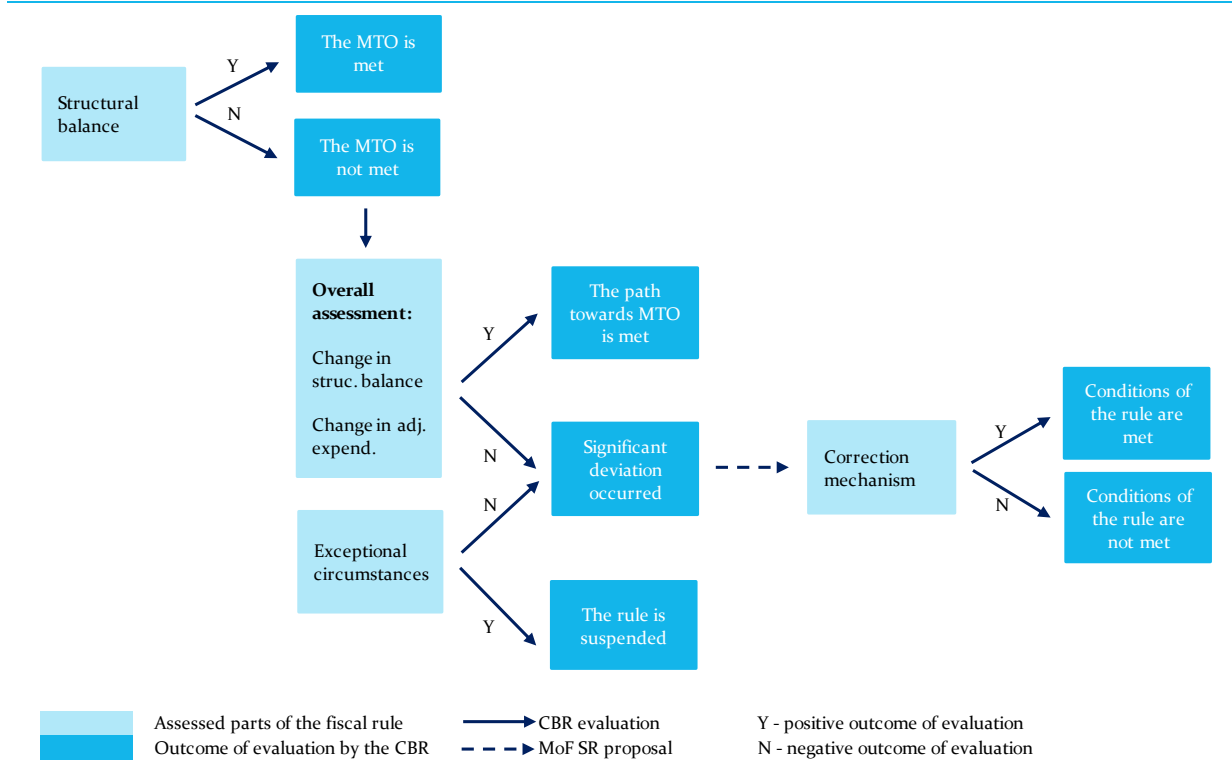 The MTO is
met
Y
Structural
balance
N
The MTO is
not met
Overall
assessment:
Change in
struc. balance
Change in adj.
expend.
Y
The path
towards MTO
is met
N
Significant
deviation
occurred
N
Exceptional
circumstances
Y
The rule is
suspended
Correction
mechanism
Y
Conditions of
the rule are
met
N
Conditions of
the rule are
not met
Assessed parts of the fiscal rule
CBR evaluation
Y - positive outcome of evaluation
Outcome of evaluation by the CBR
MoF SR proposal
N - negative outcome of evaluation